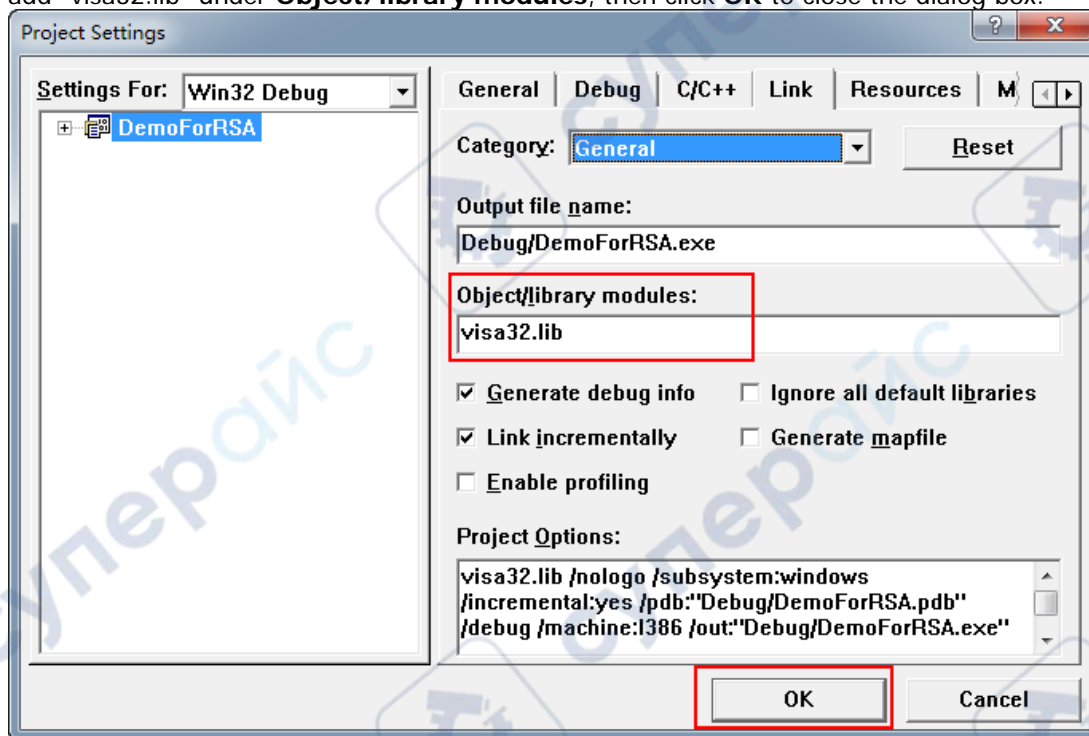 add "visa32.lib" under Object/library modules, then click OK to close the dialog box.
Project Settings
Settings For: Win32 Debug
DemoForRSA
General Debug C/C++ Link Resources M
Category: General Reset
Output file name:
Debug/DemoForRSA.exe
Object/library modules:
visa32.lib
Generate debug info Ignore all default libraries
Link incrementally Generate mapfile
Enable profiling
Project Options:
visa32.lib /nologo /subsystem:windows
/incremental:yes /pdb:"Debug/DemoForRSA.pdb"
/debug /machine:I386 /out:"Debug/DemoForRSA.exe"
OK Cancel
суперайс